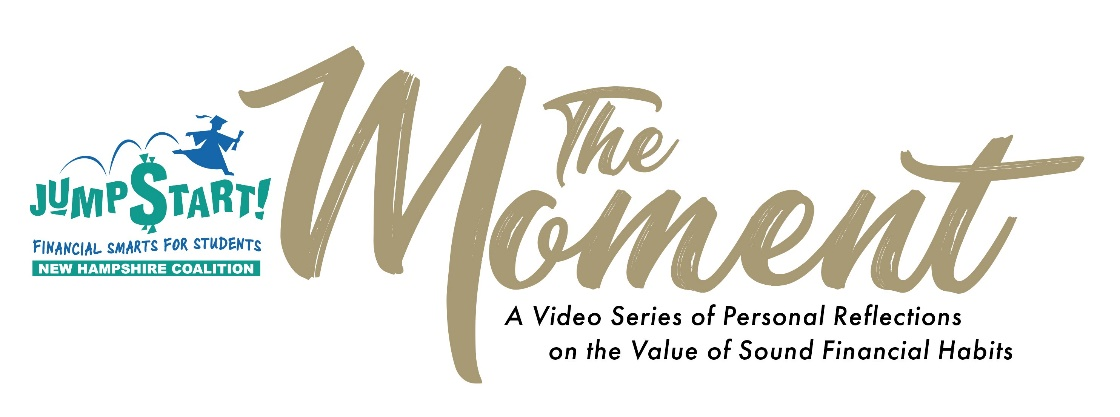 JUMP$TART!
FINANCIAL SMARTS FOR STUDENTS
NEW HAMPSHIRE COALITION
The
Moment
A Video Series of Personal Reflections
on the Value of Sound Financial Habits